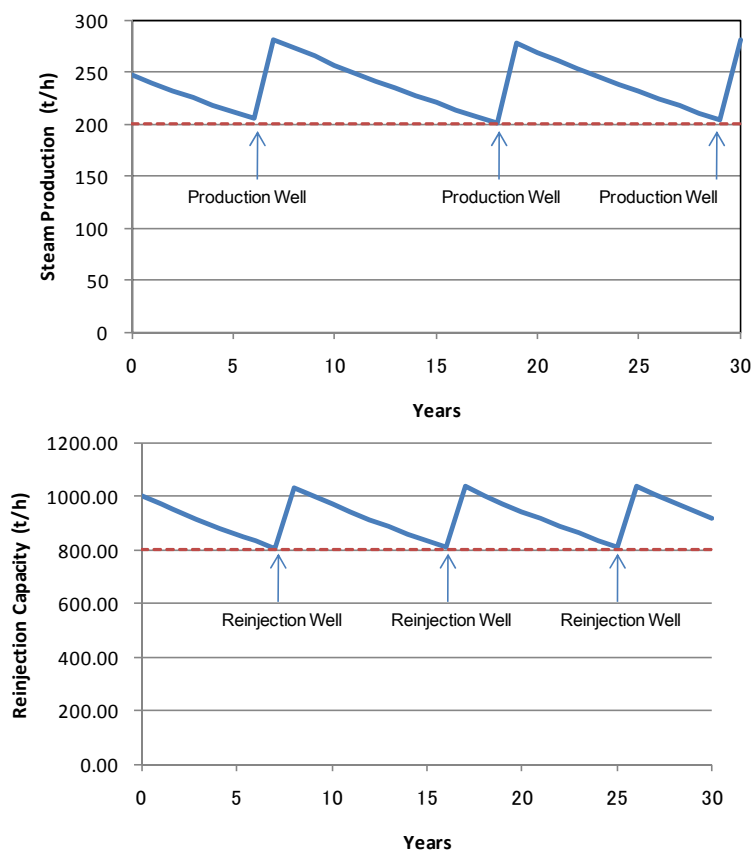 300
250
200
150
100
50
0
Steam Production (t/h)
Production Well Production Well Production Well
0 5 10 15 20 25 30
Years
1200.00
1000.00
800.00
600.00
400.00
200.00
0.00
Reinjection Capacity (t/h)
Reinjection Well Reinjection Well Reinjection Well
0 5 10 15 20 25 30
Years